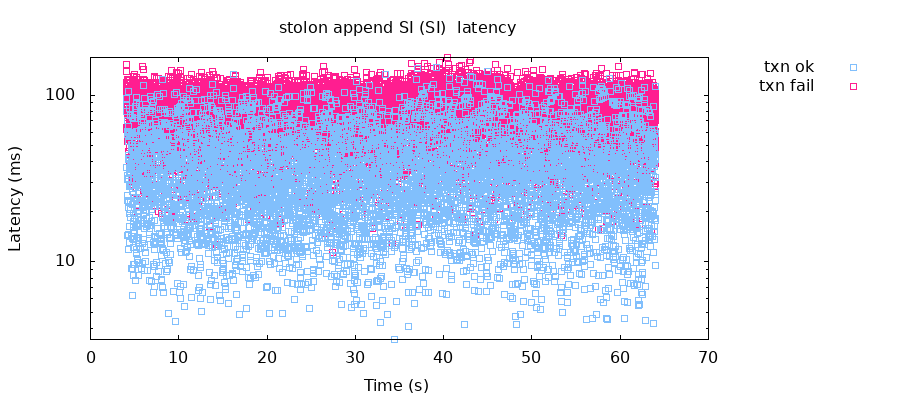 stolon append SI (SI)  latency
txn ok
txn fail
100
10
Latency (ms)
0 10 20 30 40 50 60 70
Time (s)